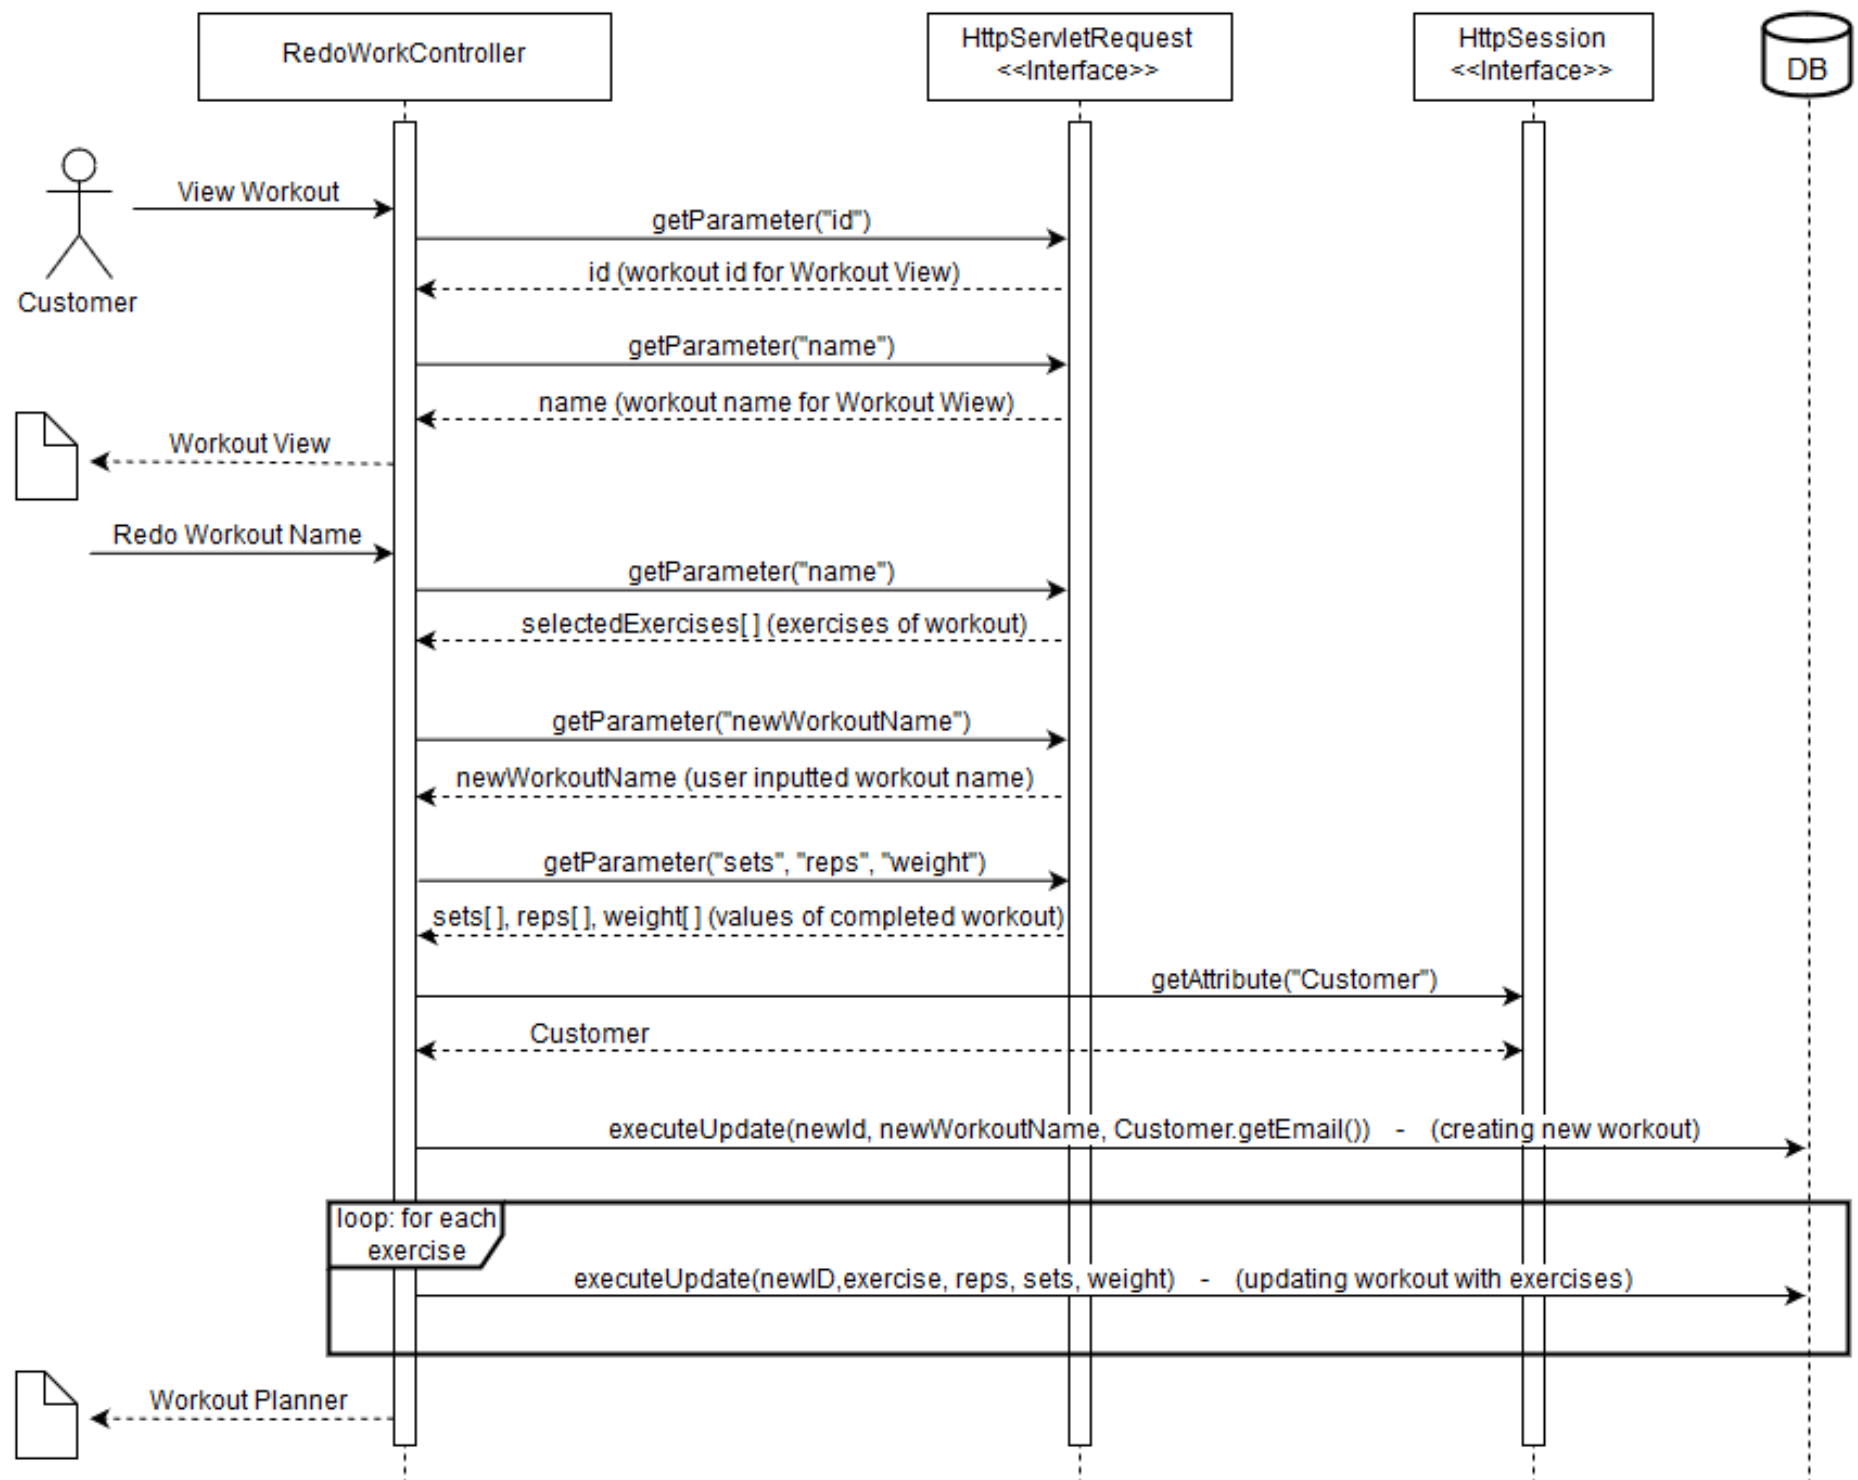 RedoWorkController
HttpServletRequest
<<Interface>>
HttpSession
<<Interface>>
DB
View Workout
Customer
getParameter("id")
id (workout id for Workout View)
getParameter("name")
name (workout name for Workout Wiew)
Workout View
Redo Workout Name
getParameter("name")
selectedExercises[ ] (exercises of workout)
getParameter("newWorkoutName")
newWorkoutName (user inputted workout name)
getParameter("sets", "reps", "weight")
sets[ ], reps[ ], weight[ ] (values of completed workout)
getAttribute("Customer")
Customer
executeUpdate(newId, newWorkoutName, Customer.getEmail()) - (creating new workout)
loop: for each
exercise
executeUpdate(newID,exercise, reps, sets, weight) - (updating workout with exercises)
Workout Planner